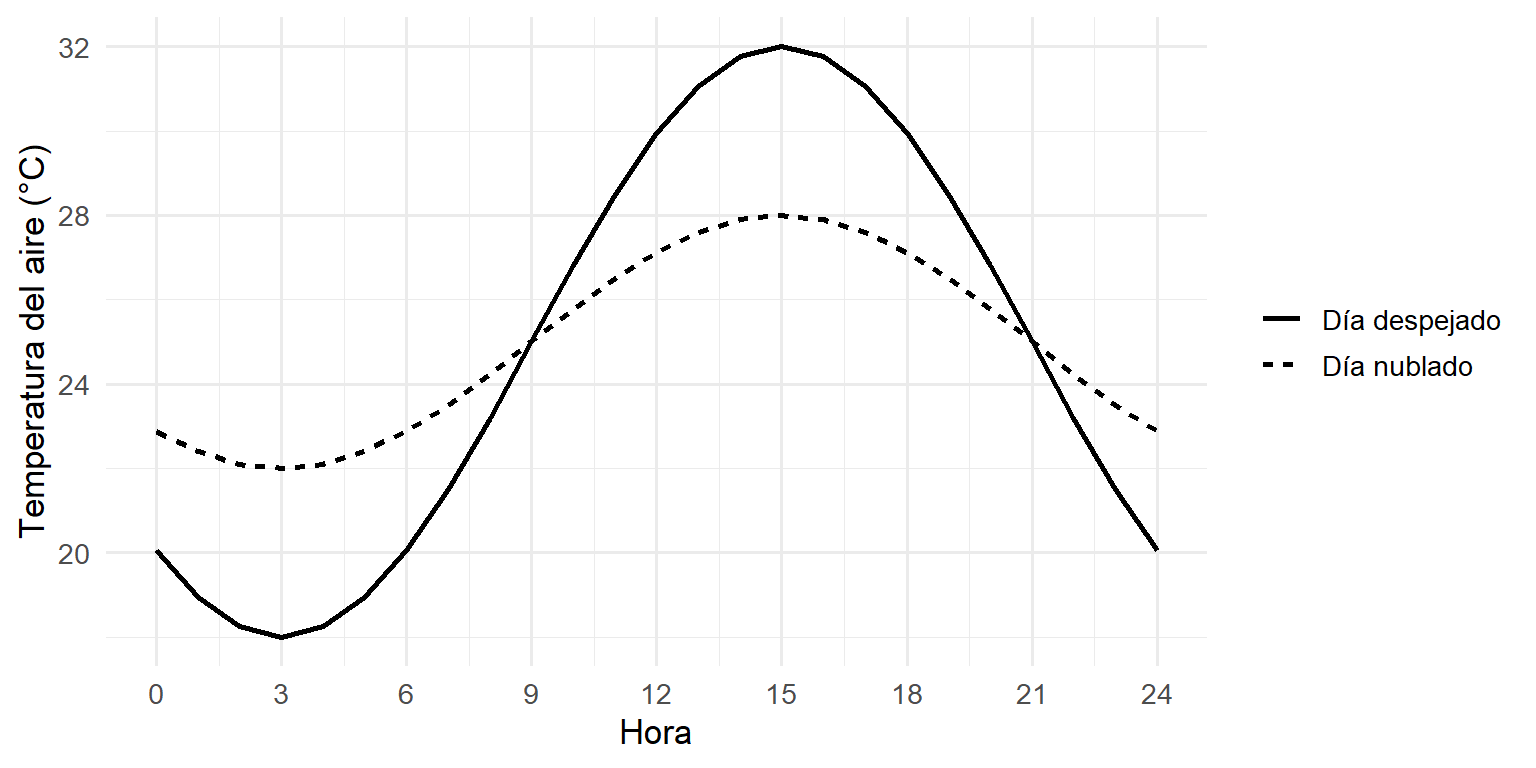 Temperatura del aire (°C)
32
28
24
20
0 3 6 9 12 15 18 21 24
Hora
Día despejado
Día nublado